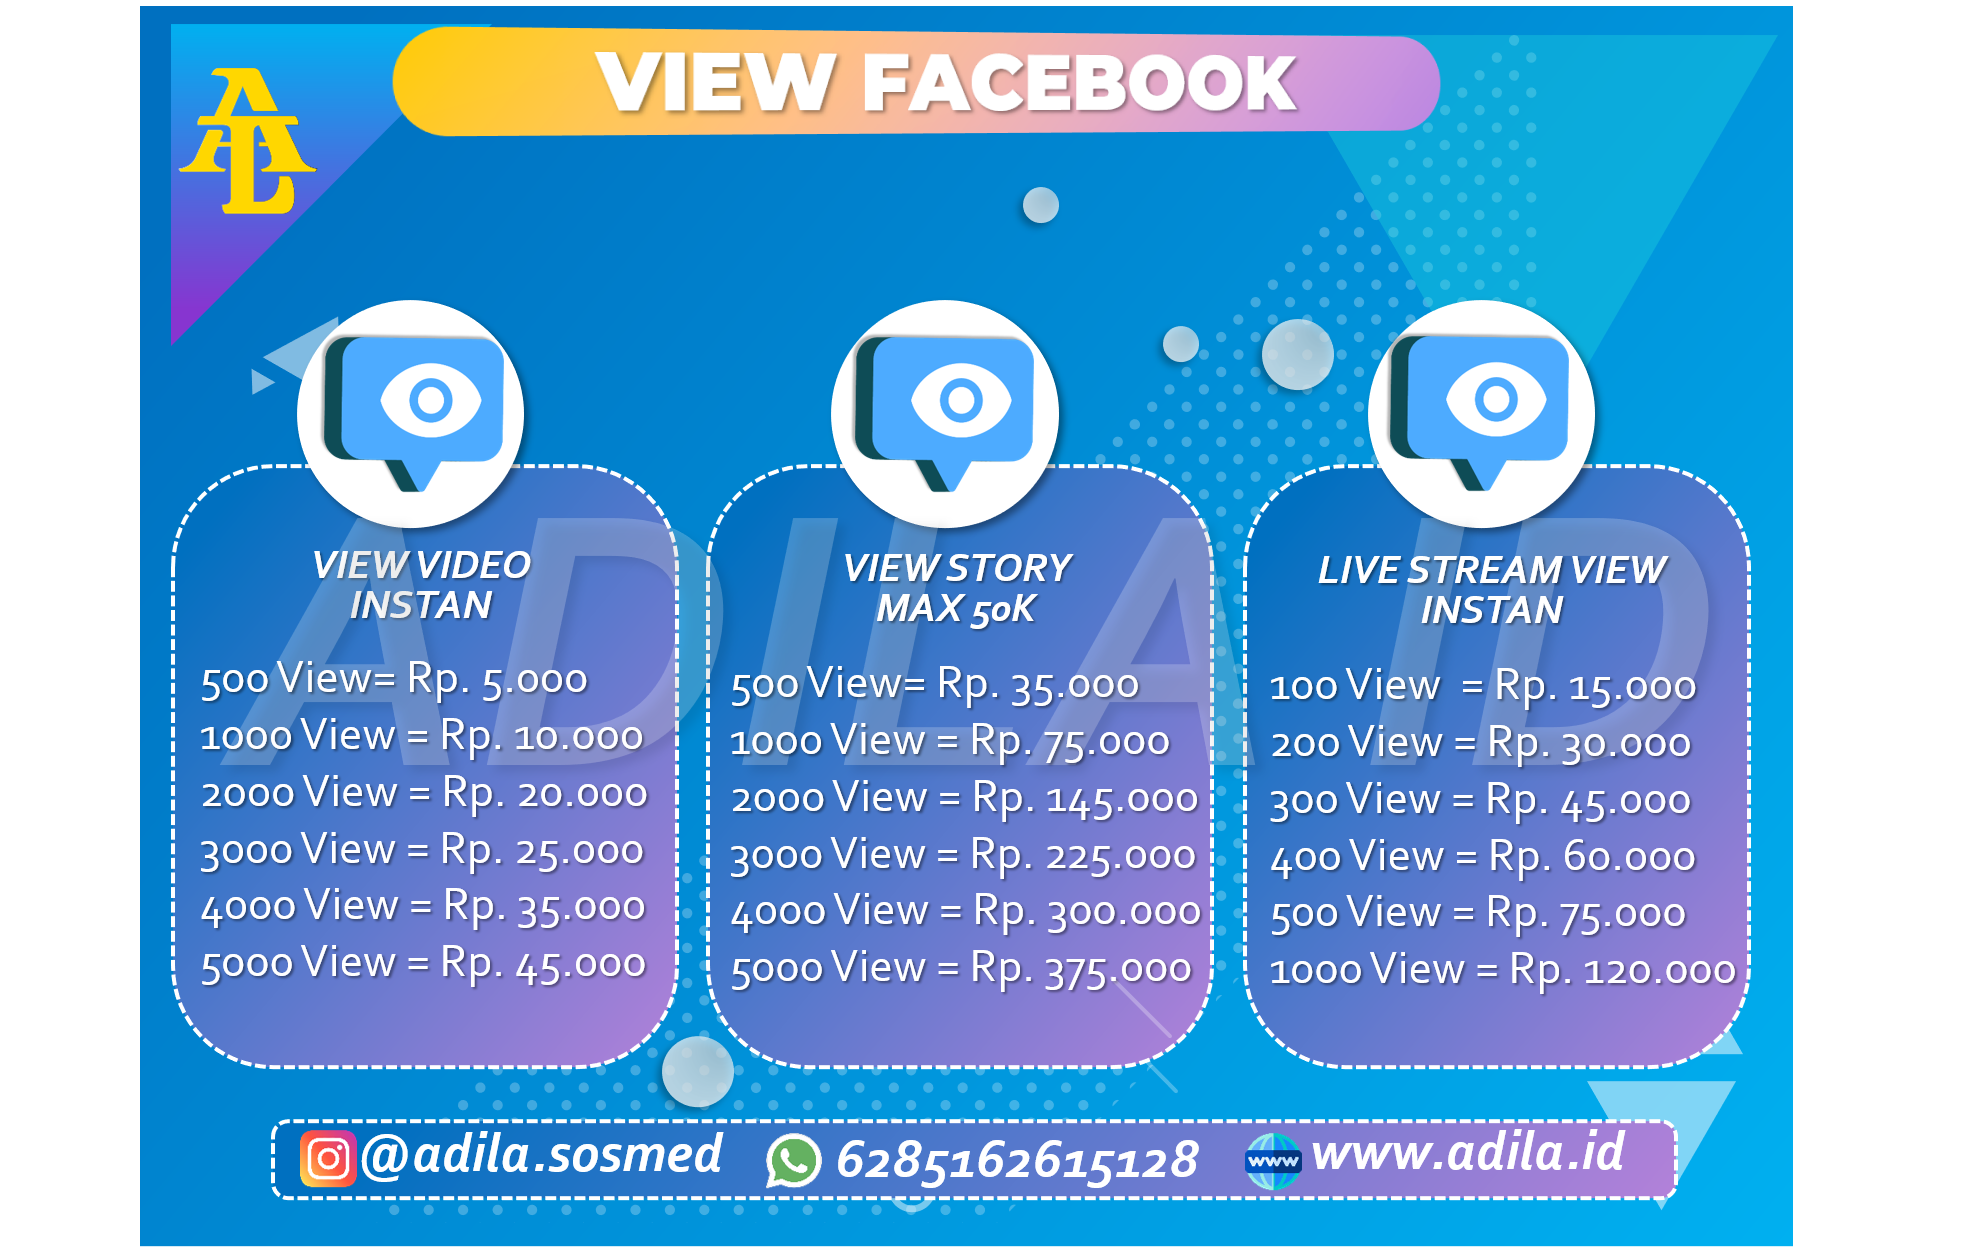 VIEW FACEBOOK
AAL
VIEW VIDEO
INSTAN
500 View= Rp. 5.000
1000 View = Rp. 10.000
2000 View = Rp. 20.000
3000 View = Rp. 25.000
4000 View = Rp. 35.000
5000 View = Rp. 45.000
VIEW STORY
MAX 50K
500 View= Rp. 35.000
1000 View = Rp. 75.000
2000 View = Rp. 145.000
3000 View = Rp. 225.000
4000 View = Rp. 300.000
5000 View = Rp. 375.000
LIVE STREAM VIEW
INSTAN
100 View = Rp. 15.000
200 View = Rp. 30.000
300 View = Rp. 45.000
400 View = Rp. 60.000
500 View = Rp. 75.000
1000 View = Rp. 120.000
ADILA ID
@adila.sosmed 6285162615128 www www.adila.id